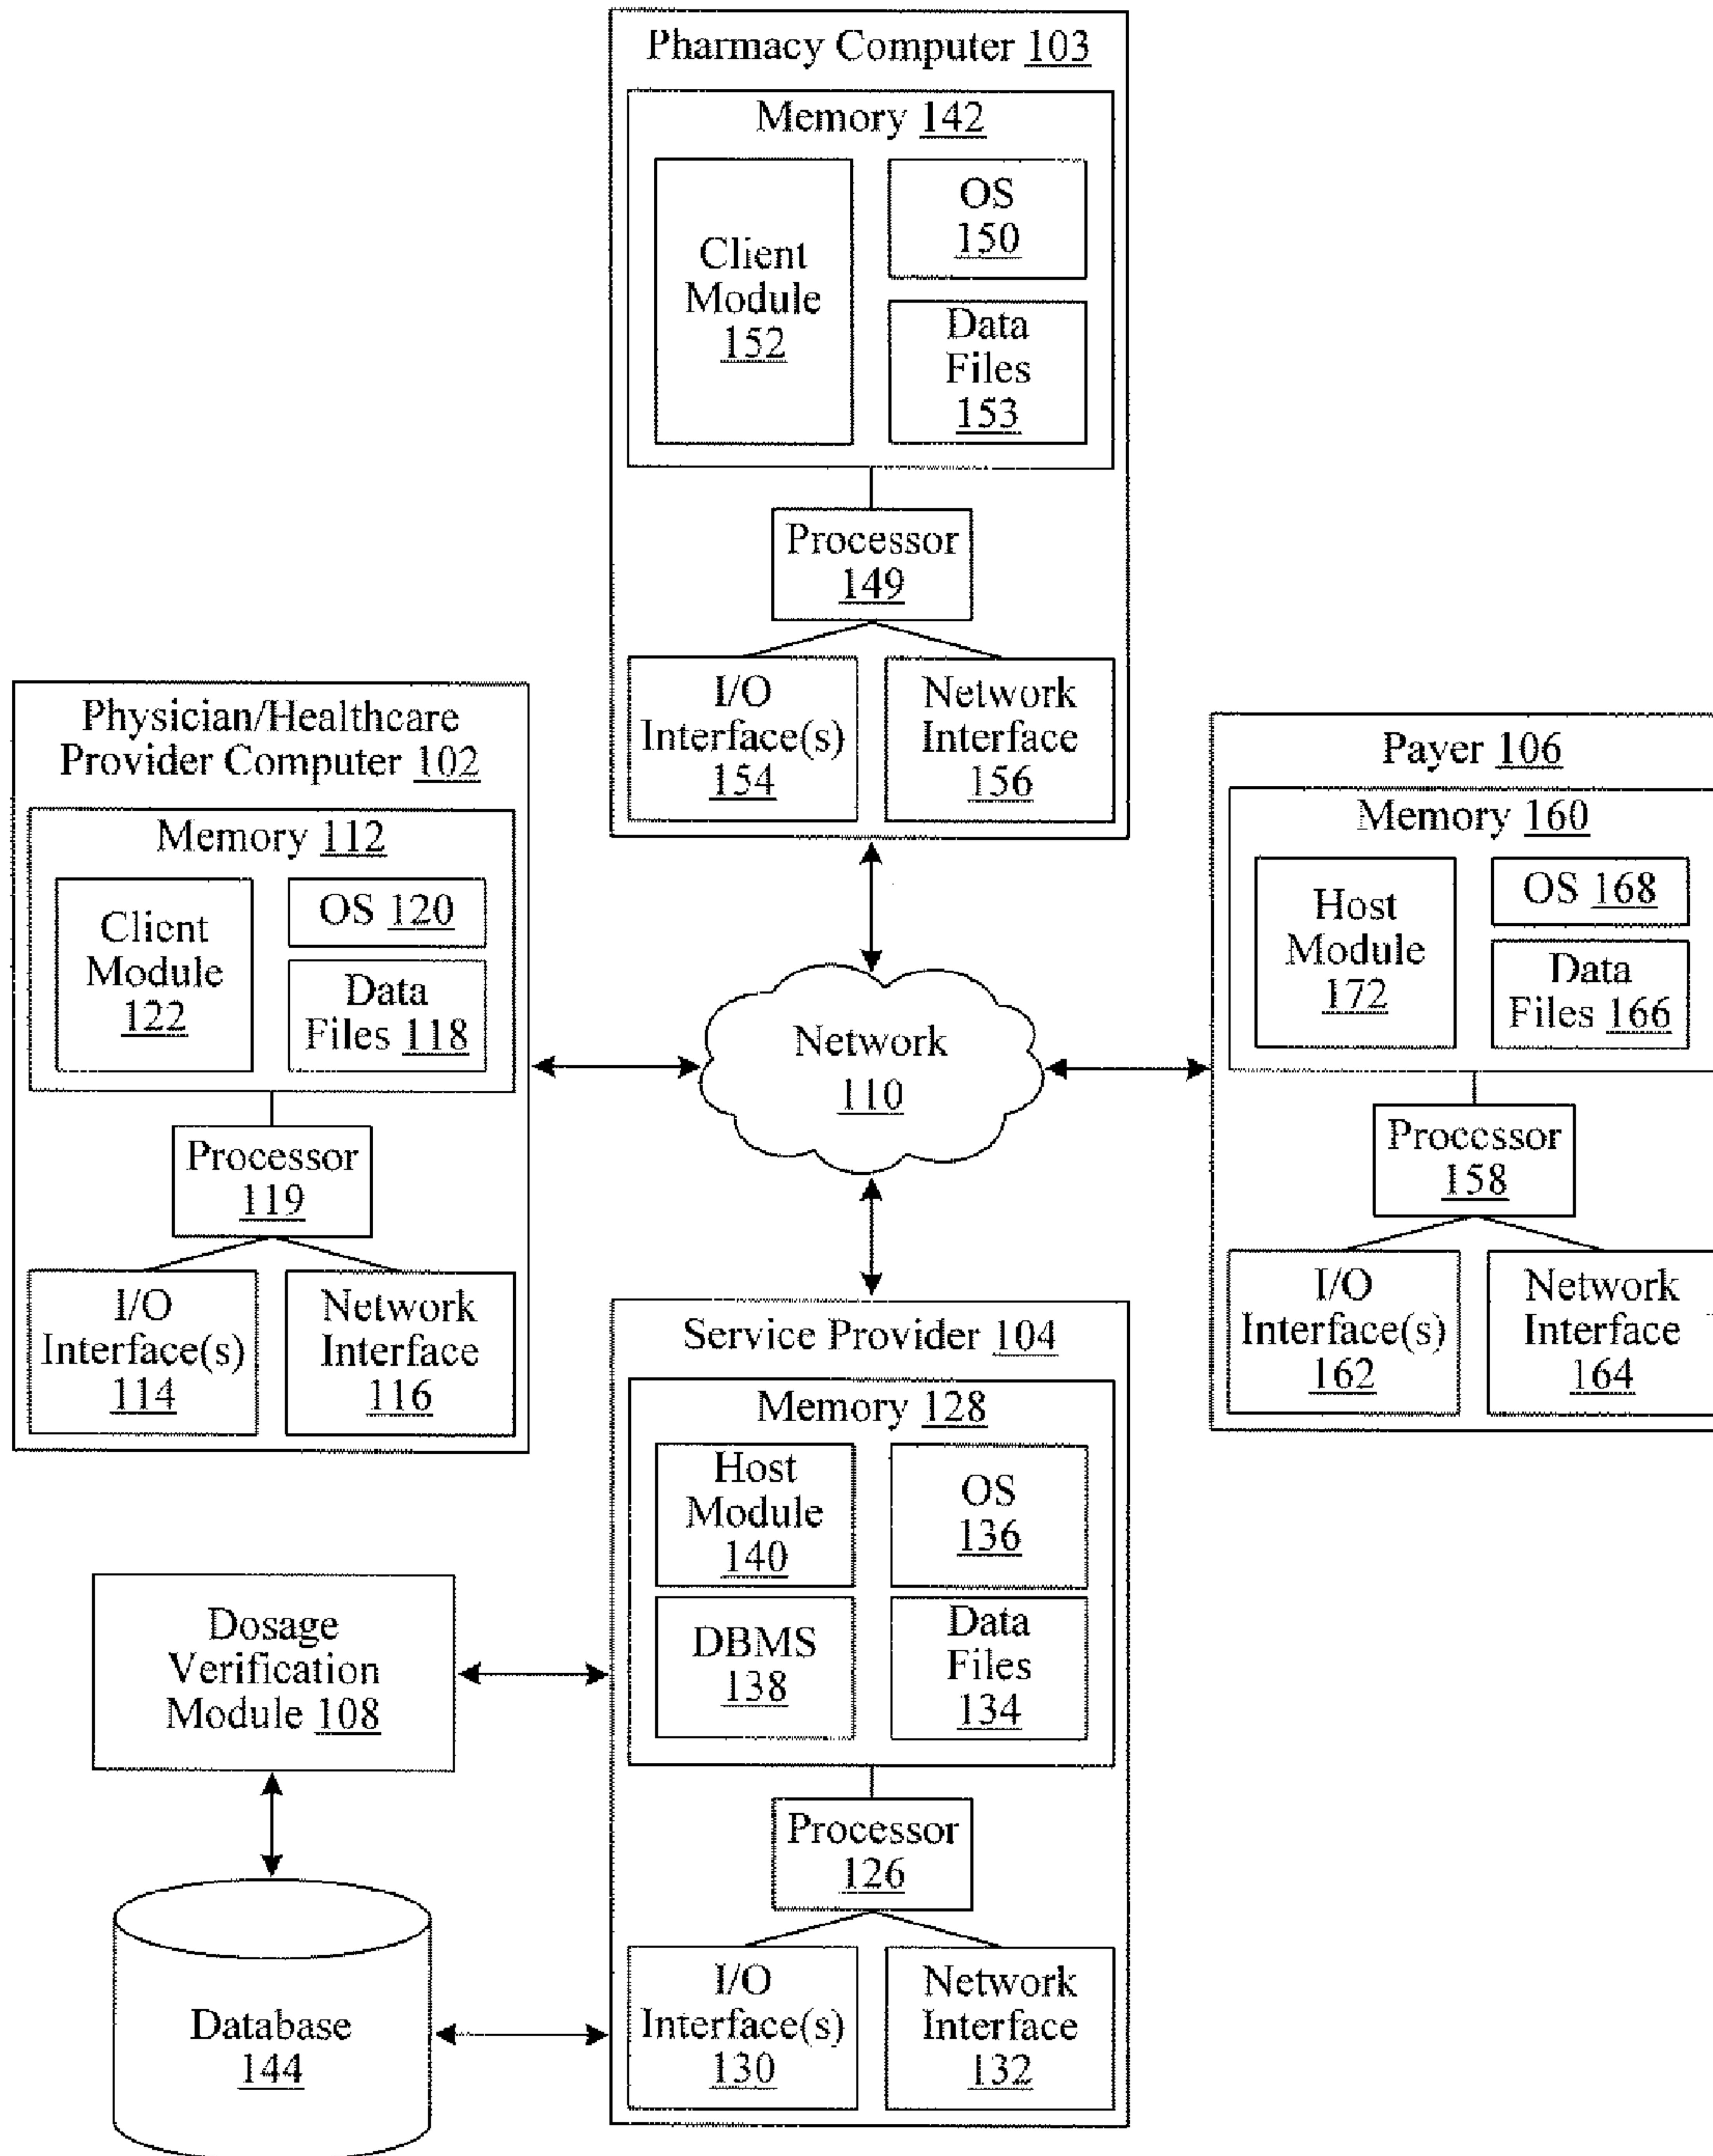 Pharmacy Computer 103
Memory 142
Client
Module
152
OS
150
Data
Files
153
Processor
149
I/O
Interface(s)
154
Network
Interface
156
Physician/Healthcare
Provider Computer 102
Memory 112
Client
Module
122
OS 120
Data
Files 118
Processor
119
I/O
Interface(s)
114
Network
Interface
116
Network
110
Payer 106
Memory 160
Host
Module
172
OS 168
Data
Files 166
Processor
158
I/O
Interface(s)
162
Network
Interface
164
Service Provider 104
Memory 128
Host
Module
140
OS
136
DBMS
138
Data
Files
134
Processor
126
I/O
Interface(s)
130
Network
Interface
132
Dosage
Verification
Module 108
Database
144